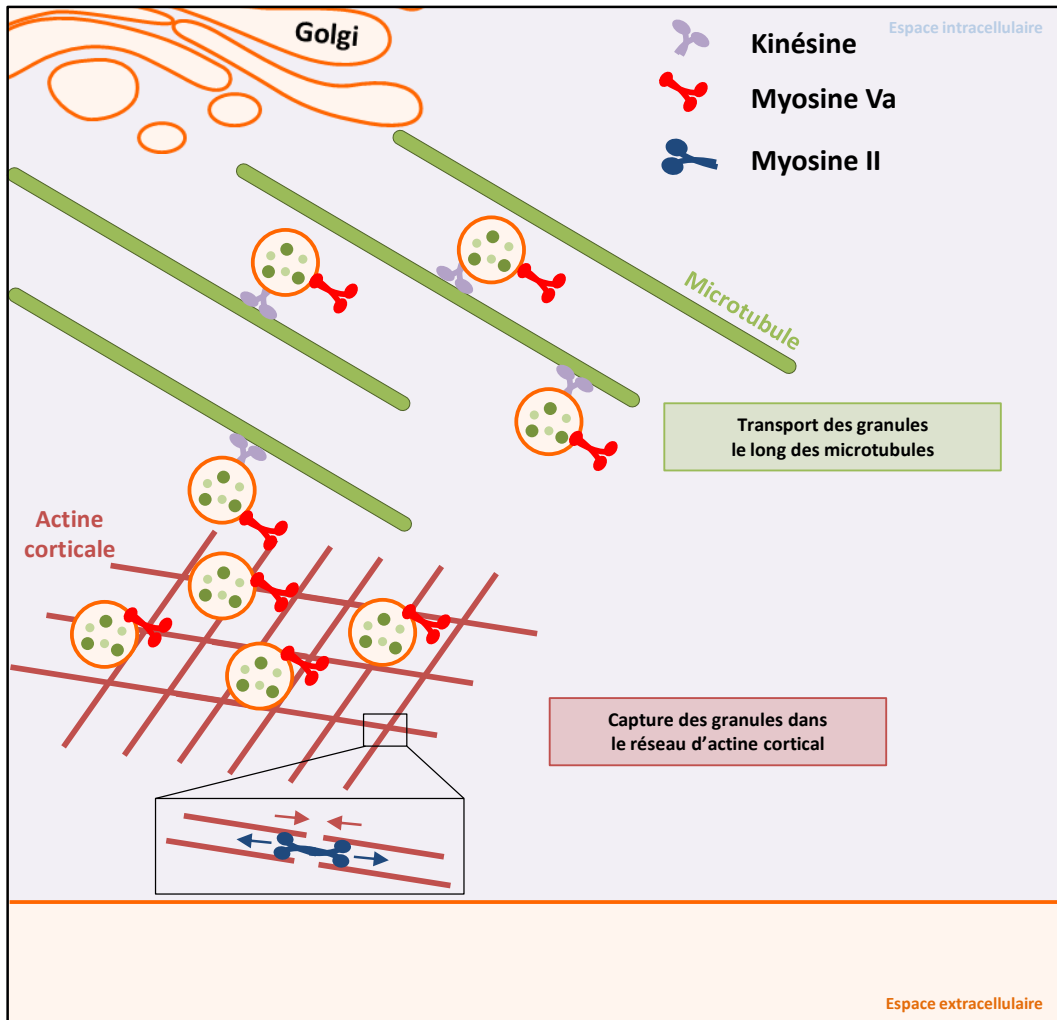 Golgi
Espace intracellulaire
Kinésine
Myosine Va
Myosine II
Microtubule
Transport des granules
le long des microtubules
Actine
corticale
Capture des granules dans
le réseau d'actine cortical
Espace extracellulaire